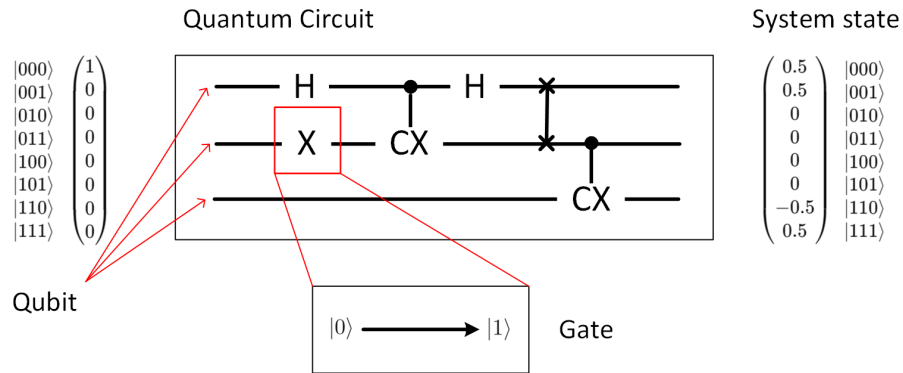 Quantum Circuit
System state
|000⟩ 1 H H 0.5 |000⟩
|001⟩ 0 0.5 |001⟩
|010⟩ 0 0 |010⟩
|011⟩ 0 X CX 0 |011⟩
|100⟩ 0 0 |100⟩
|101⟩ 0 0 |101⟩
|110⟩ 0 CX −0.5 |110⟩
|111⟩ 0 0.5 |111⟩
Qubit
|0⟩ |1⟩
Gate